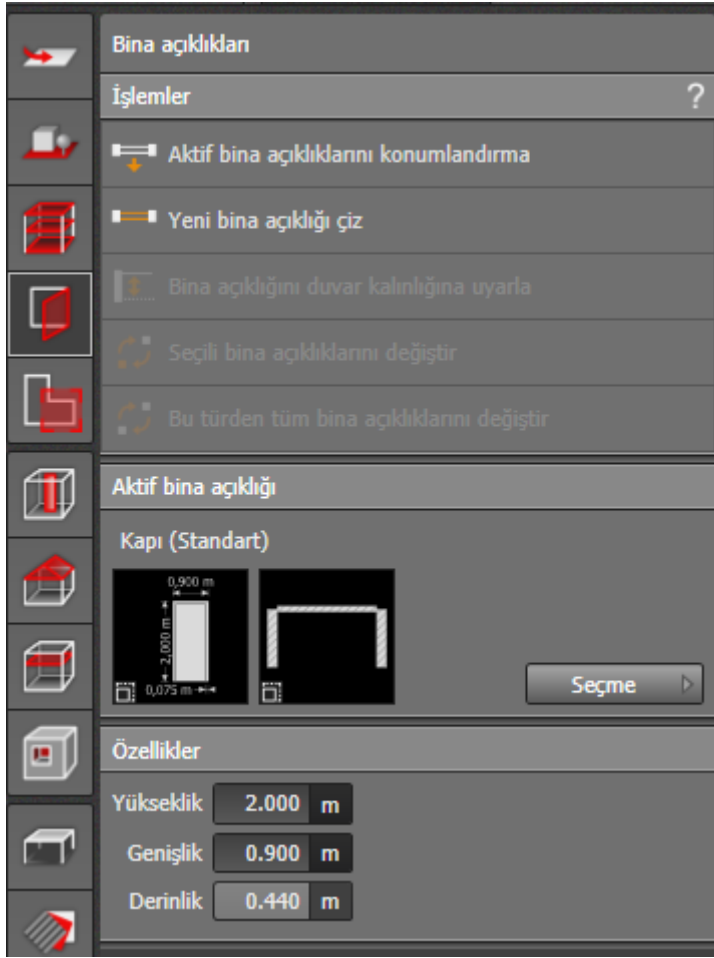 Bina açıklıkları
İşlemler ?
Aktif bina açıklıklarını konumlandırma
Yeni bina açıklığı çiz
Bina açıklığını duvar kalınlığına uyarla
Seçili bina açıklıklarını değiştir
Bu türden tüm bina açıklıklarını değiştir
Aktif bina açıklığı
Kapı (Standart)
0,900 m
2,000 m
0,075 m
Seçme
Özellikler
Yükseklik 2.000 m
Genişlik 0.900 m
Derinlik 0.440 m